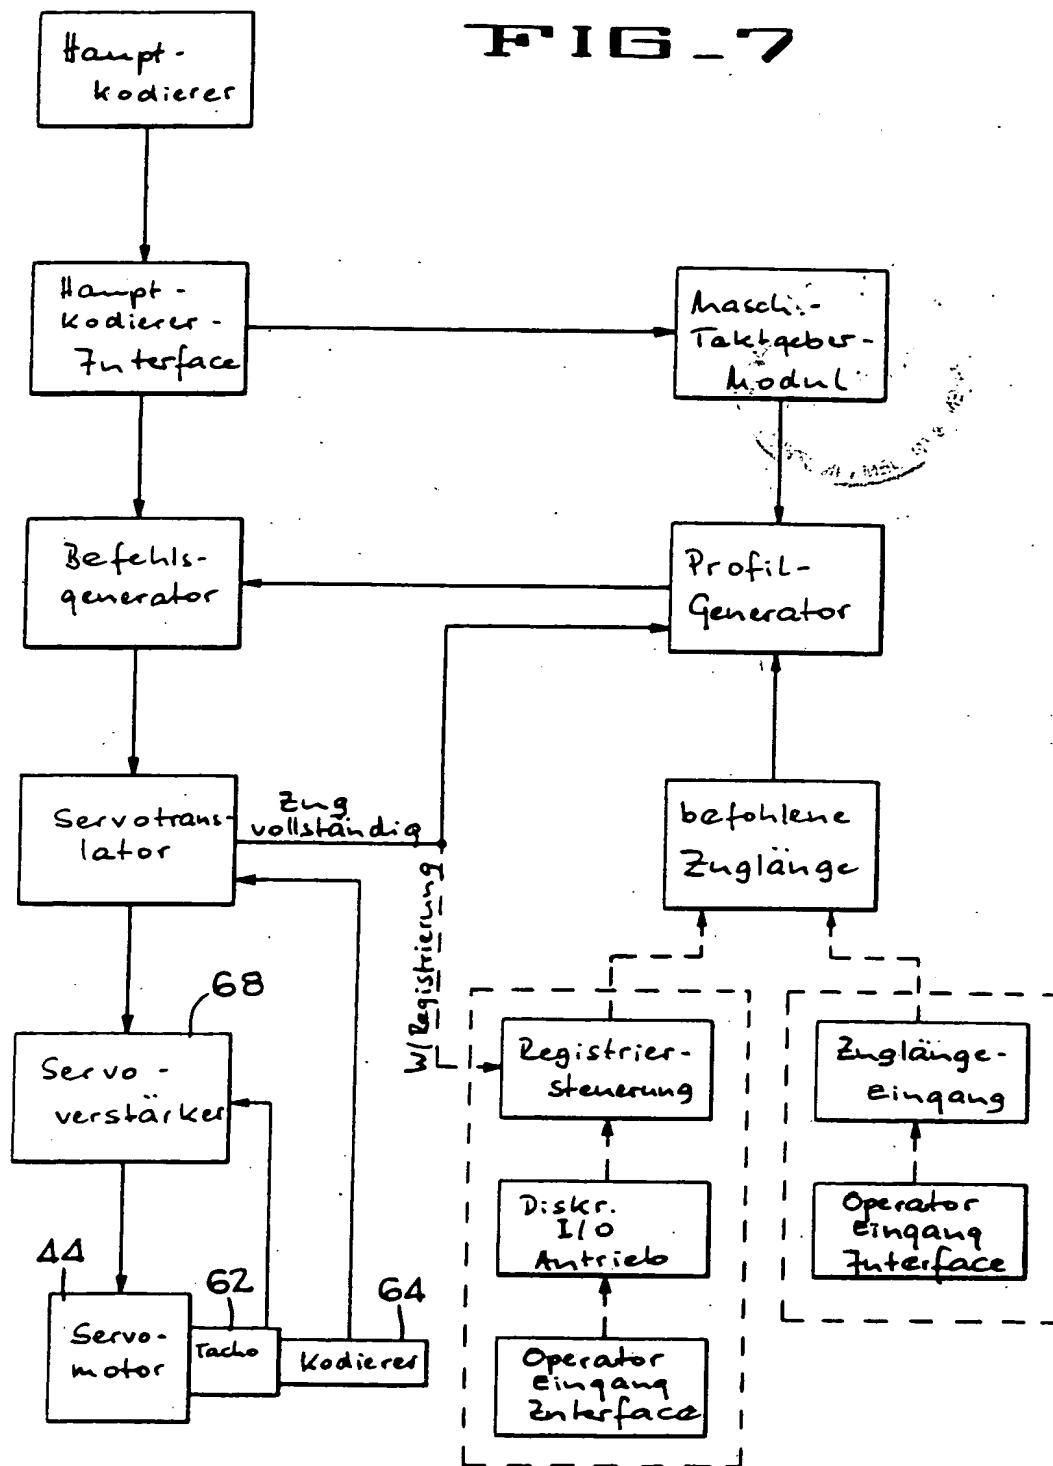 FIG_7
Haupt-
kodierer
Haupt-
kodierer-
Interface
Masch.-
Taktgeber-
Modul
Befehls-
generator
Profil-
Generator
Servotrans-
lator
Zug
vollständig
befohlene
Zuglänge
W/Registrierung
68
Servo-
verstärker
Registrier-
steuerung
Zuglänge-
eingang
Diskr.
I/O
Antrieb
Operator
Eingang
Interface
44
62
64
Servo-
motor
Tacho
Kodierer
Operator
Eingang
Interface